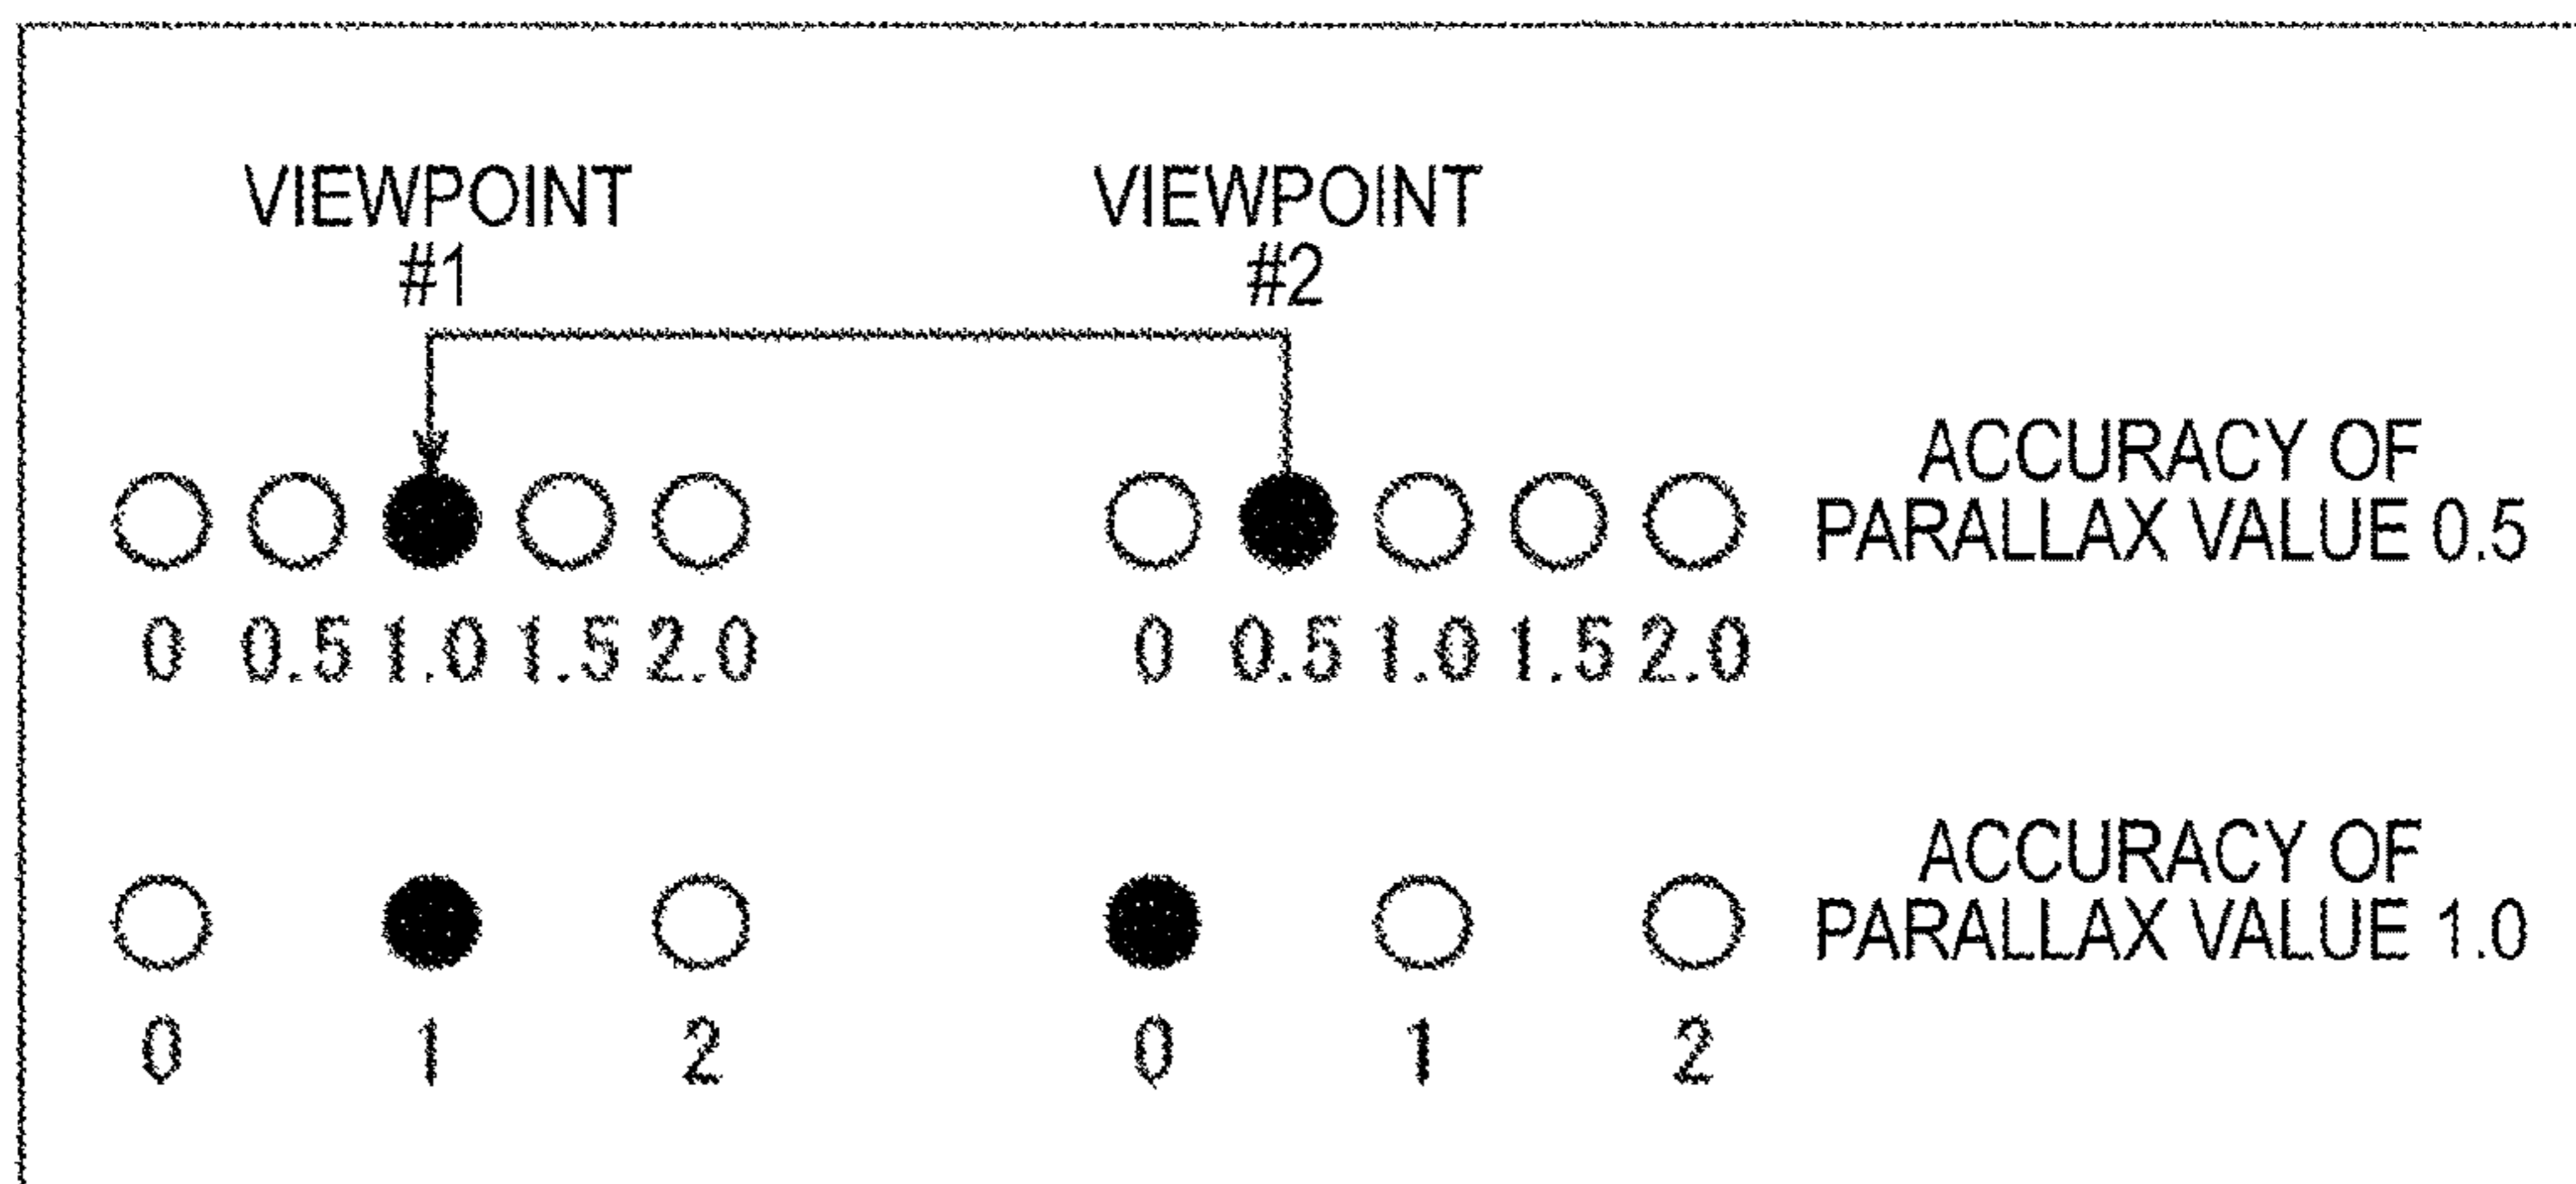 VIEWPOINT
#1
VIEWPOINT
#2
ACCURACY OF
PARALLAX VALUE 0.5
0 0.5 1.0 1.5 2.0
0 0.5 1.0 1.5 2.0
ACCURACY OF
PARALLAX VALUE 1.0
0 1 2
0 1 2